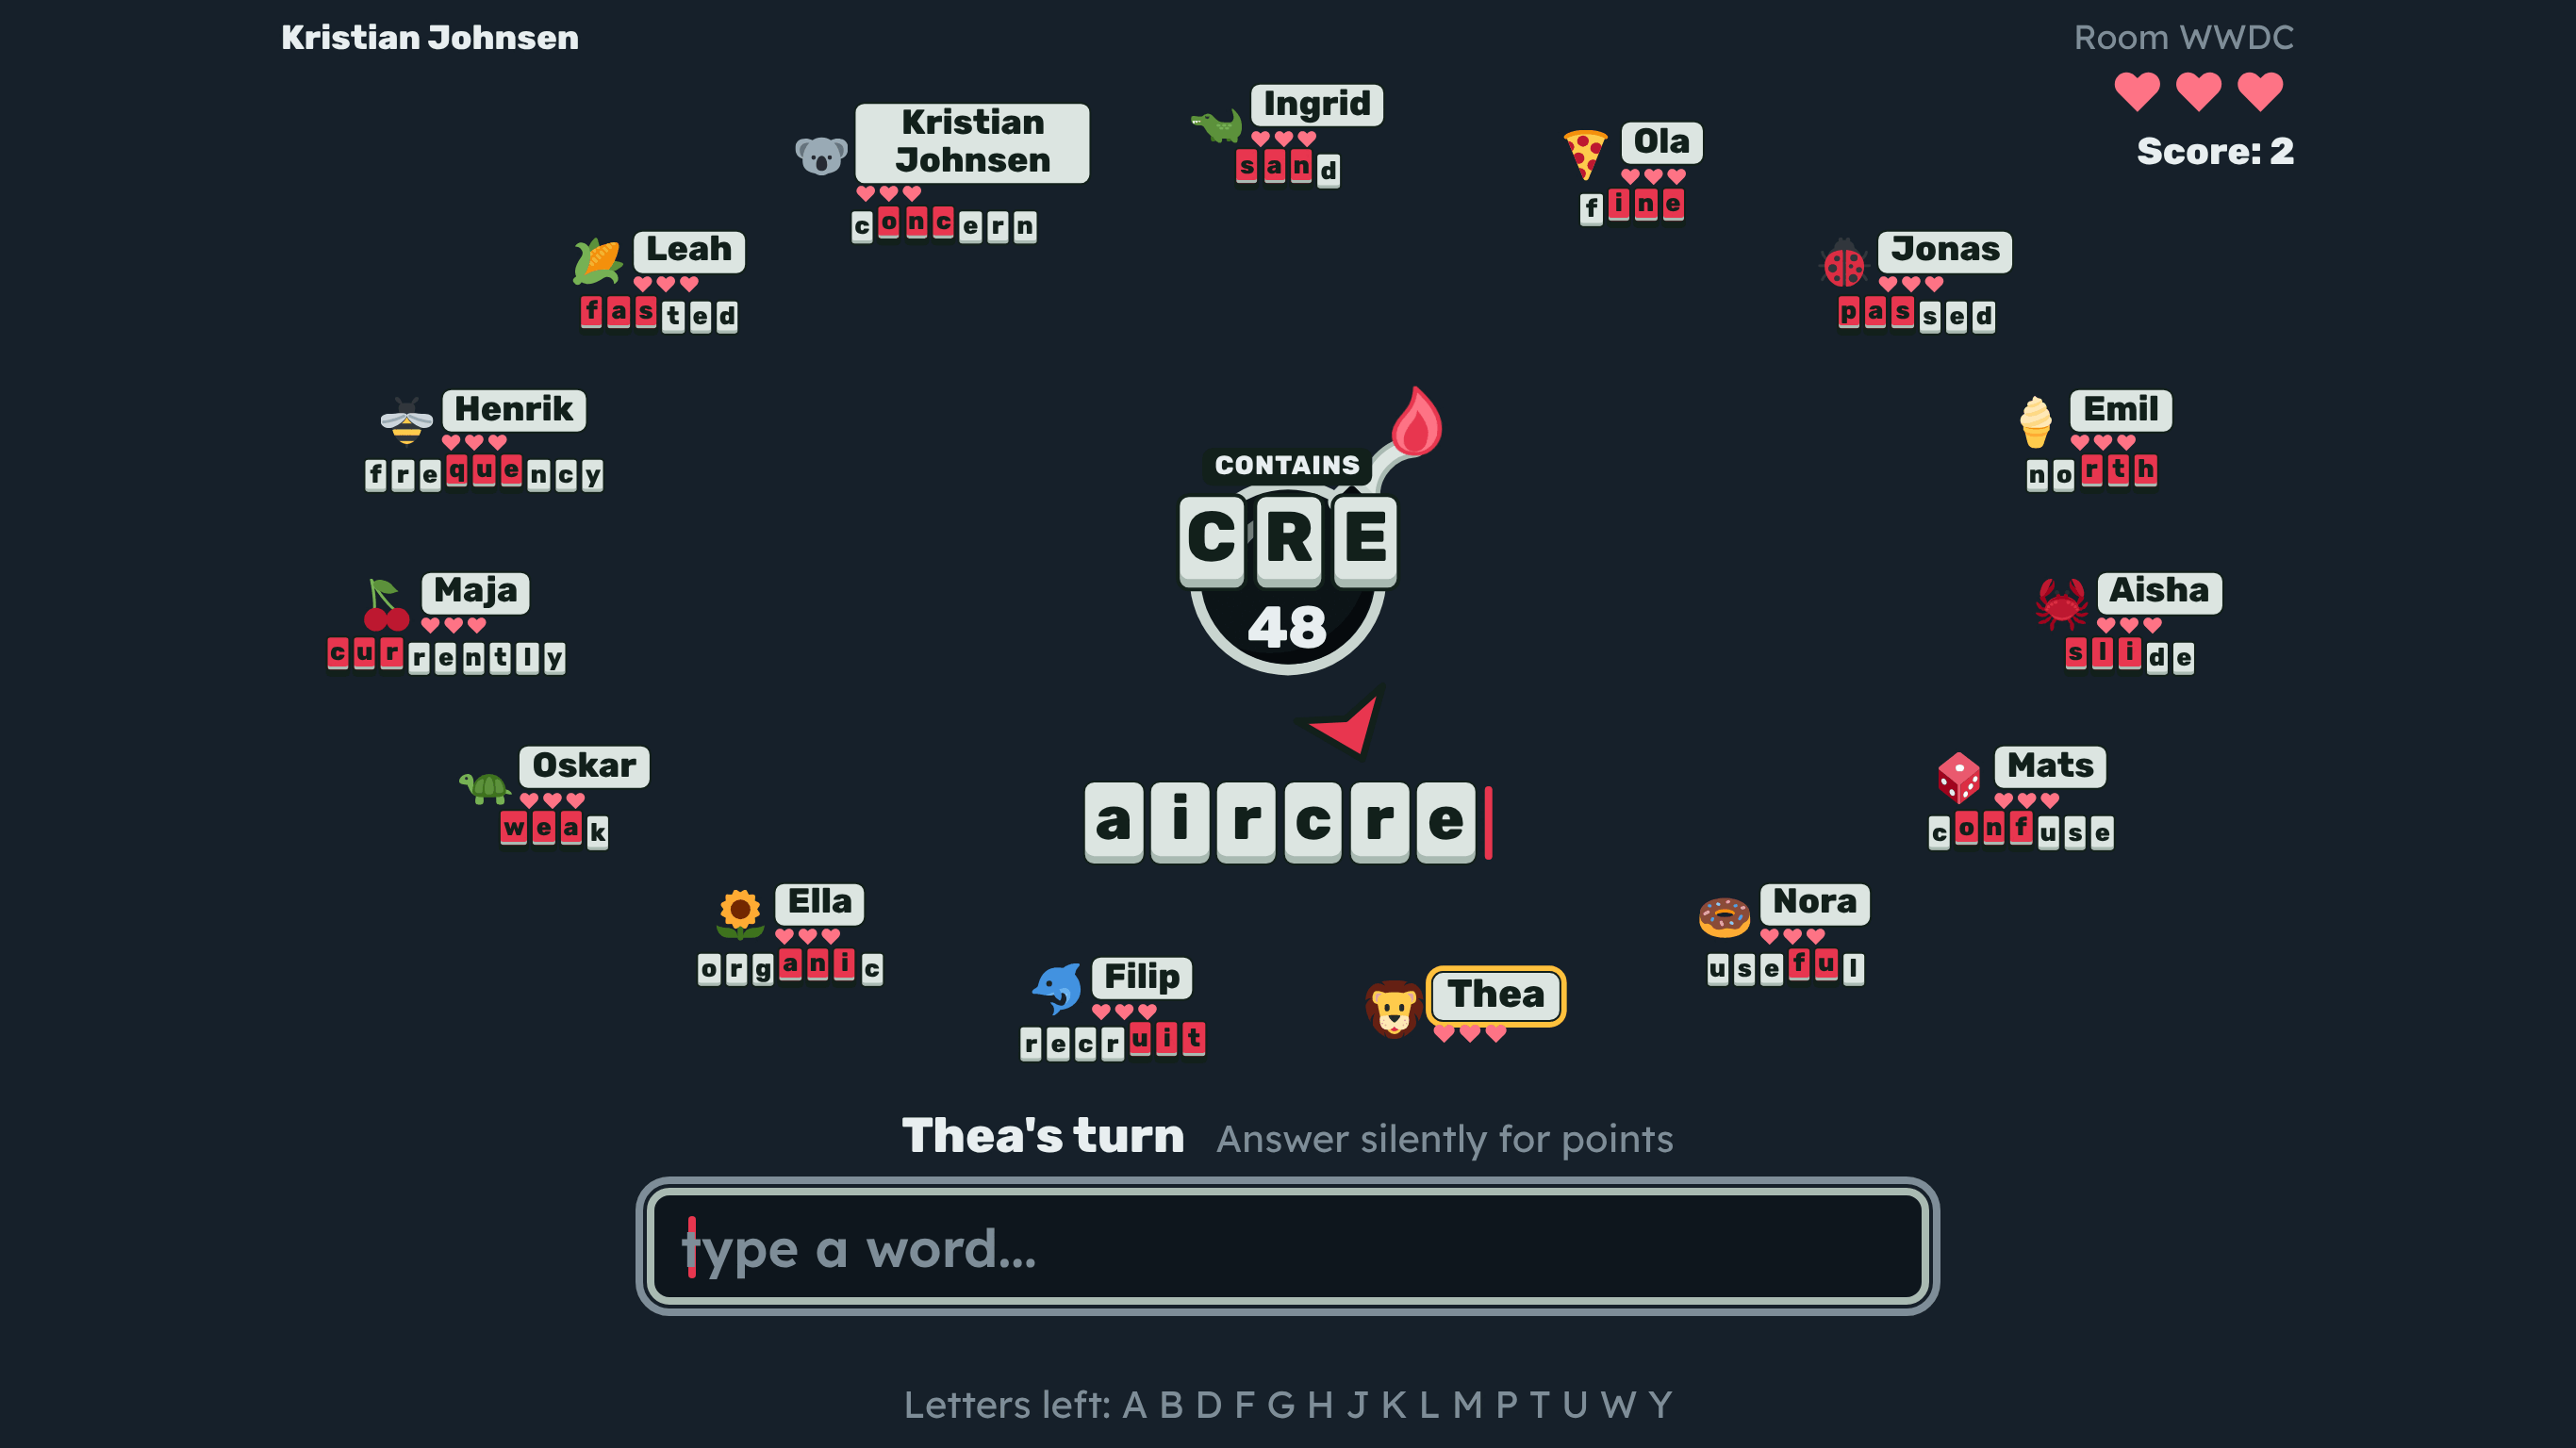 Kristian Johnsen
Room WWDC
Score: 2
Kristian
Johnsen
concern
Ingrid
sand
Ola
fine
Leah
fasted
Jonas
passed
Henrik
frequency
Emil
north
CONTAINS
CRE
48
Maja
currently
Aisha
slide
Oskar
weak
Mats
confuse
aircre
Ella
organic
Nora
useful
Filip
recruit
Thea
Thea's turn
Answer silently for points
type a word...
Letters left: A B D F G H J K L M P T U W Y